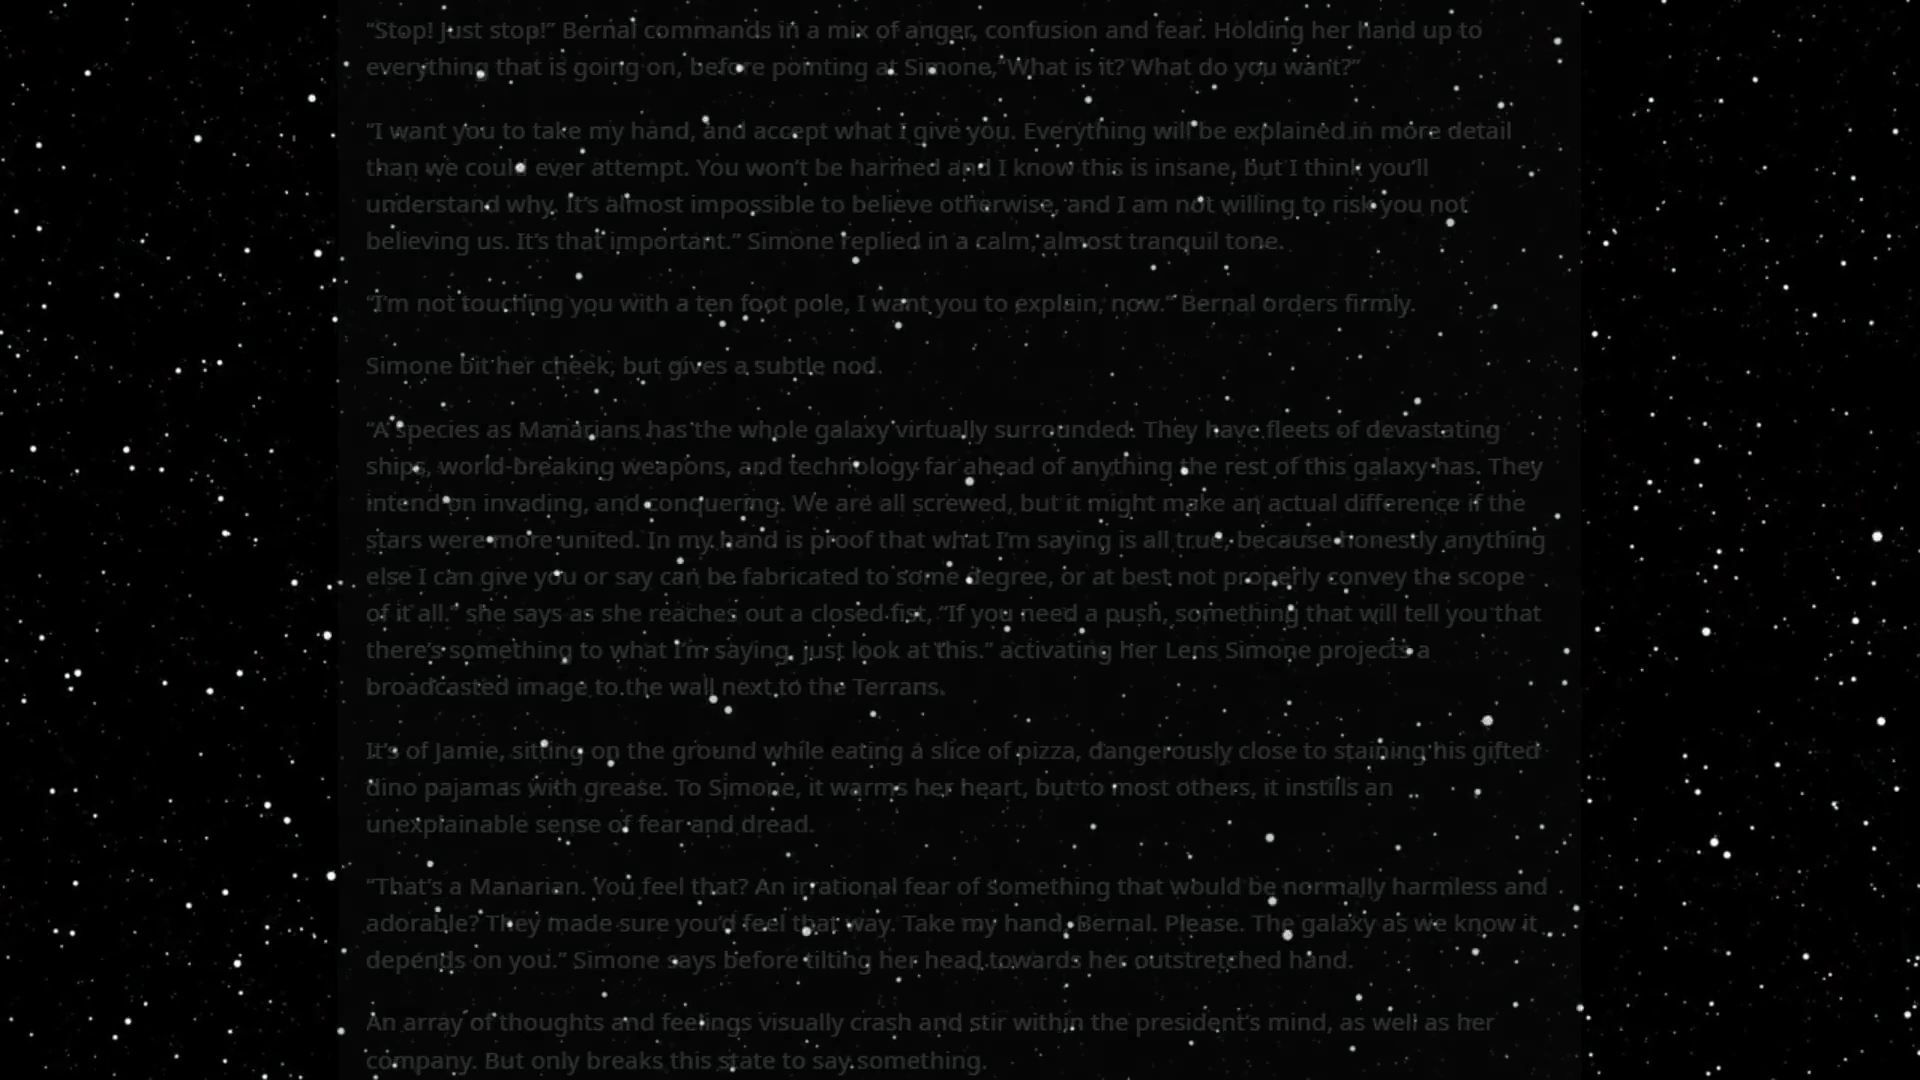 “Stop! Just stop!” Bernal commands in a mix of anger, confusion and fear. Holding her hand up to
everything that is going on, before pointing at Simone,“What is it? What do you want?”
“I want you to take my hand, and accept what I give you. Everything will be explained in more detail
than we could ever attempt. You won’t be harmed and I know this is insane, but I think you’ll
understand why. It’s almost impossible to believe otherwise, and I am not willing to risk you not
believing us. It’s that important.” Simone replied in a calm, almost tranquil tone.
“I’m not touching you with a ten foot pole, I want you to explain, now.” Bernal orders firmly.
Simone bit her cheek, but gives a subtle nod.
“A species as Manarians has the whole galaxy virtually surrounded. They have fleets of devastating
ships, world-breaking weapons, and technology far ahead of anything the rest of this galaxy has. They
intend on invading, and conquering. We are all screwed, but it might make an actual difference if the
stars were more united. In my hand is proof that what I’m saying is all true, because honestly anything
else I can give you or say can be fabricated to some degree, or at best not properly convey the scope
of it all.” she says as she reaches out a closed fist, “If you need a push, something that will tell you that
there’s something to what I’m saying, just look at this.” activating her Lens Simone projects a
broadcasted image to the wall next to the Terrans.
It’s of Jamie, sitting on the ground while eating a slice of pizza, dangerously close to staining his gifted
dino pajamas with grease. To Simone, it warms her heart, but to most others, it instills an
unexplainable sense of fear and dread.
“That’s a Manarian. You feel that? An irrational fear of something that would be normally harmless and
adorable? They made sure you’d feel that way. Take my hand, Bernal. Please. The galaxy as we know it
depends on you.” Simone says before tilting her head towards her outstretched hand.
An array of thoughts and feelings visually crash and stir within the president’s mind, as well as her
company. But only breaks this state to say something.